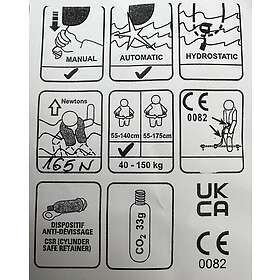 MANUAL
AUTOMATIC
HYDROSTATIC
Newtons
165N
55-140cm
55-175cm
40 - 150 kg
CE
0082
DISPOSITIF
ANTI-DÉVISSAGE
CSR (CYLINDER
SAFE RETAINER)
CO2 33g
UK
CA
CE
0082